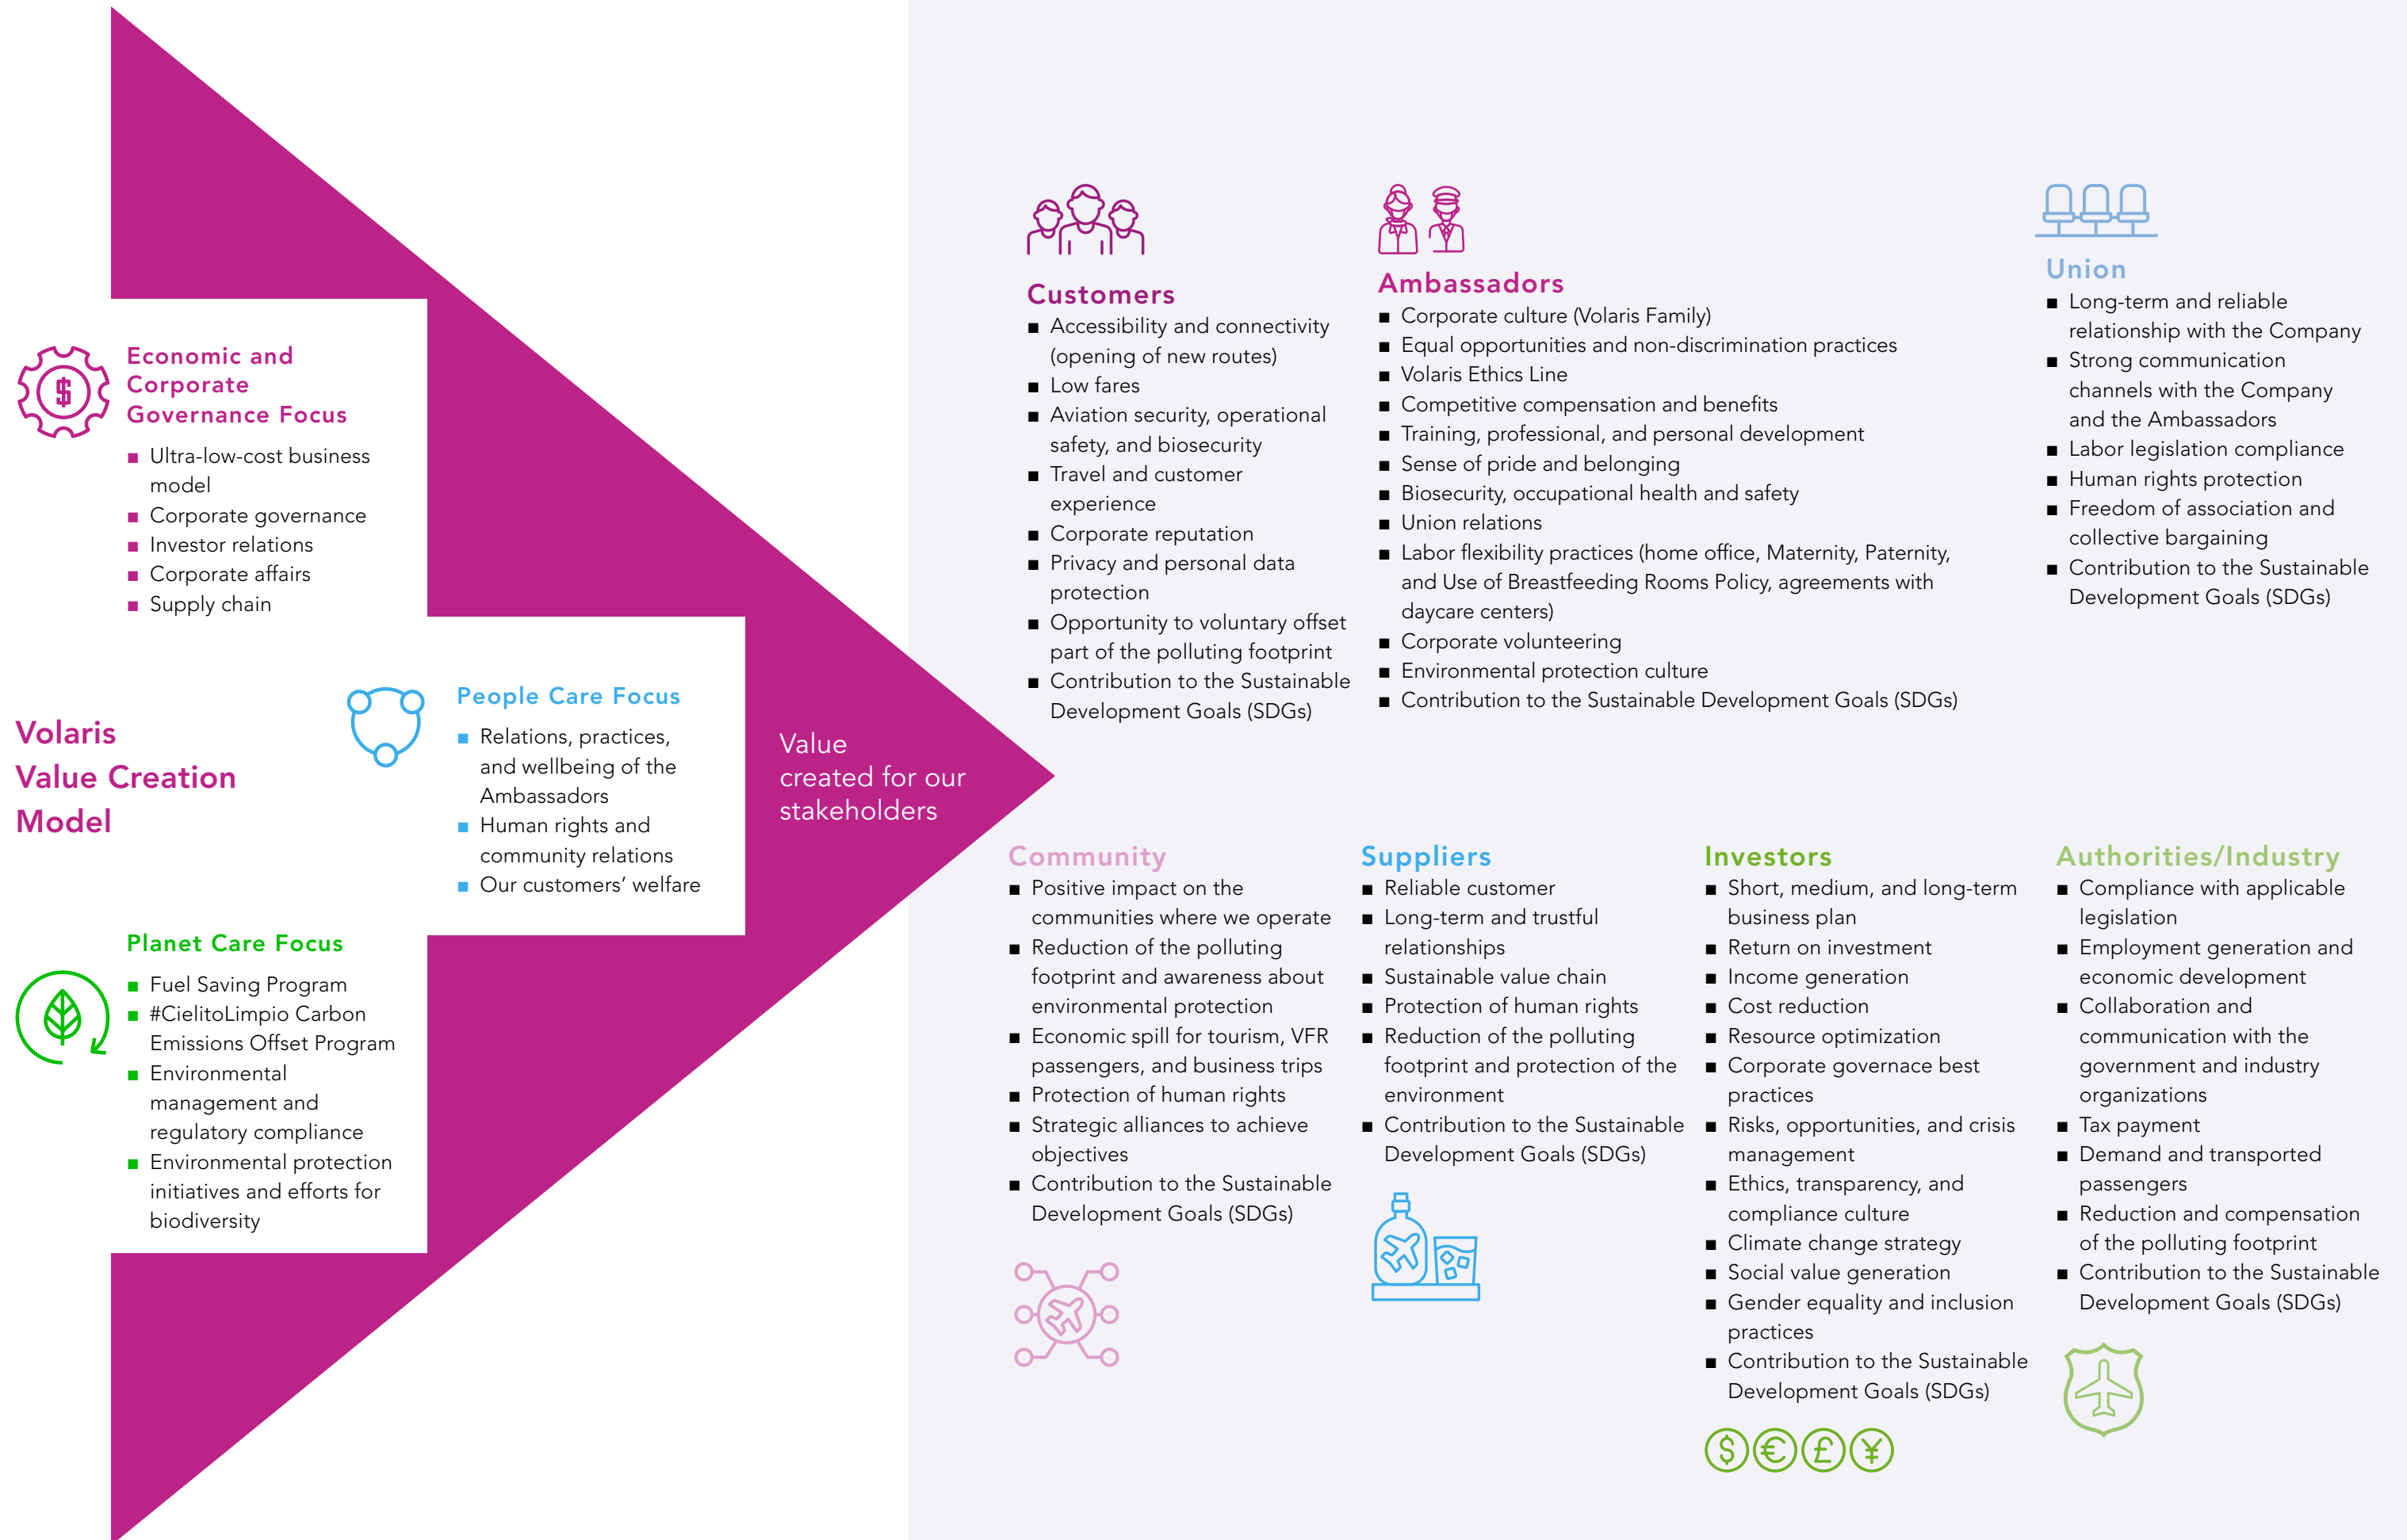 Volaris
Value Creation
Model
Economic and
Corporate
Governance Focus
■ Ultra-low-cost business
model
■ Corporate governance
■ Investor relations
■ Corporate affairs
■ Supply chain
People Care Focus
■ Relations, practices,
and wellbeing of the
Ambassadors
■ Human rights and
community relations
■ Our customers’ welfare
Planet Care Focus
■ Fuel Saving Program
■ #CielitoLimpio Carbon
Emissions Offset Program
■ Environmental
management and
regulatory compliance
■ Environmental protection
initiatives and efforts for
biodiversity
Value
created for our
stakeholders
Customers
■ Accessibility and connectivity
(opening of new routes)
■ Low fares
■ Aviation security, operational
safety, and biosecurity
■ Travel and customer
experience
■ Corporate reputation
■ Privacy and personal data
protection
■ Opportunity to voluntary offset
part of the polluting footprint
■ Contribution to the Sustainable
Development Goals (SDGs)
Ambassadors
■ Corporate culture (Volaris Family)
■ Equal opportunities and non-discrimination practices
■ Volaris Ethics Line
■ Competitive compensation and benefits
■ Training, professional, and personal development
■ Sense of pride and belonging
■ Biosecurity, occupational health and safety
■ Union relations
■ Labor flexibility practices (home office, Maternity, Paternity,
and Use of Breastfeeding Rooms Policy, agreements with
daycare centers)
■ Corporate volunteering
■ Environmental protection culture
■ Contribution to the Sustainable Development Goals (SDGs)
Union
■ Long-term and reliable
relationship with the Company
■ Strong communication
channels with the Company
and the Ambassadors
■ Labor legislation compliance
■ Human rights protection
■ Freedom of association and
collective bargaining
■ Contribution to the Sustainable
Development Goals (SDGs)
Community
■ Positive impact on the
communities where we operate
■ Reduction of the polluting
footprint and awareness about
environmental protection
■ Economic spill for tourism, VFR
passengers, and business trips
■ Protection of human rights
■ Strategic alliances to achieve
objectives
■ Contribution to the Sustainable
Development Goals (SDGs)
Suppliers
■ Reliable customer
■ Long-term and trustful
relationships
■ Sustainable value chain
■ Protection of human rights
■ Reduction of the polluting
footprint and protection of the
environment
■ Contribution to the Sustainable
Development Goals (SDGs)
Investors
■ Short, medium, and long-term
business plan
■ Return on investment
■ Income generation
■ Cost reduction
■ Resource optimization
■ Corporate governace best
practices
■ Risks, opportunities, and crisis
management
■ Ethics, transparency, and
compliance culture
■ Climate change strategy
■ Social value generation
■ Gender equality and inclusion
practices
■ Contribution to the Sustainable
Development Goals (SDGs)
$ € £ ¥
Authorities/Industry
■ Compliance with applicable
legislation
■ Employment generation and
economic development
■ Collaboration and
communication with the
government and industry
organizations
■ Tax payment
■ Demand and transported
passengers
■ Reduction and compensation
of the polluting footprint
■ Contribution to the Sustainable
Development Goals (SDGs)